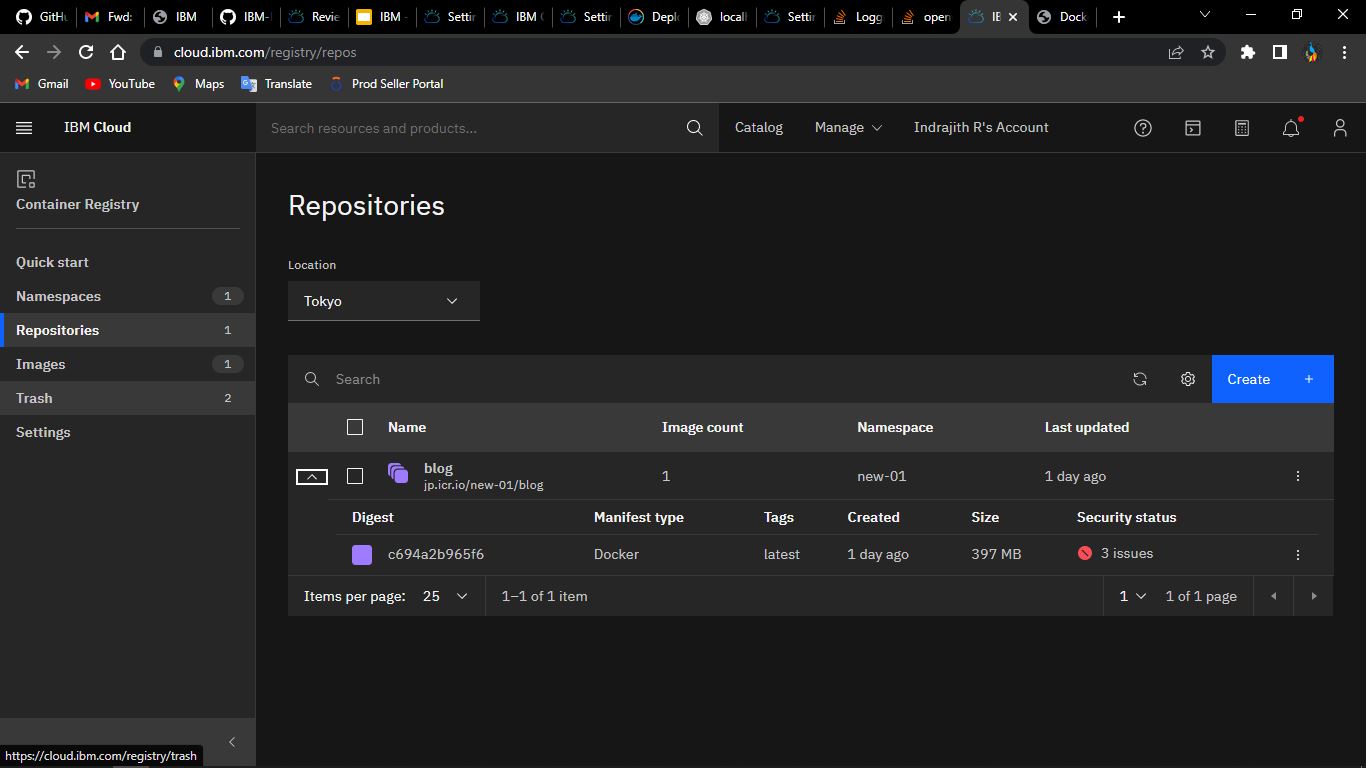 GitHu Fwd: IBM IBM- Revie IBM - Settin IBM Settin Deplo local Settin Logg open IB Dock
cloud.ibm.com/registry/repos
Gmail YouTube Maps Translate Prod Seller Portal
IBM Cloud Search resources and products... Catalog Manage Indrajith R's Account
Container Registry
Quick start
Namespaces 1
Repositories 1
Images 1
Trash 2
Settings
Repositories
Location
Tokyo
Search Create +
Name Image count Namespace Last updated
blog 1 new-01 1 day ago
jp.icr.io/new-01/blog
Digest Manifest type Tags Created Size Security status
c694a2b965f6 Docker latest 1 day ago 397 MB 3 issues
Items per page: 25 1–1 of 1 item 1 1 of 1 page
https://cloud.ibm.com/registry/trash